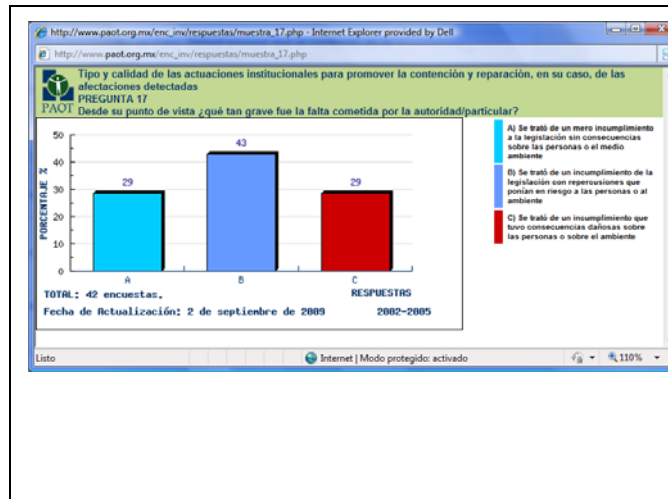 http://www.paot.org.mx/enc_inv/respuestas/muestra_17.php - Internet Explorer provided by Dell
http://www.paot.org.mx/enc_inv/respuestas/muestra_17.php
Tipo y calidad de las actuaciones institucionales para promover la contención y reparación, en su caso, de las
afectaciones detectadas
PREGUNTA 17
PAOT Desde su punto de vista ¿qué tan grave fue la falta cometida por la autoridad/particular?
PORCENTAJE %
50
40
30
20
10
0
29
43
29
A
B
C
TOTAL: 42 encuestas.
RESPUESTAS
Fecha de Actualización: 2 de septiembre de 2009
2002-2005
A) Se trató de un mero incumplimiento
a la legislación sin consecuencias
sobre las personas o el medio
ambiente
B) Se trató de un incumplimiento de la
legislación con repercusiones que
ponían en riesgo a las personas o al
ambiente
C) Se trató de un incumplimiento que
tuvo consecuencias dañosas sobre
las personas o sobre el ambiente
Listo
Internet | Modo protegido: activado
110%